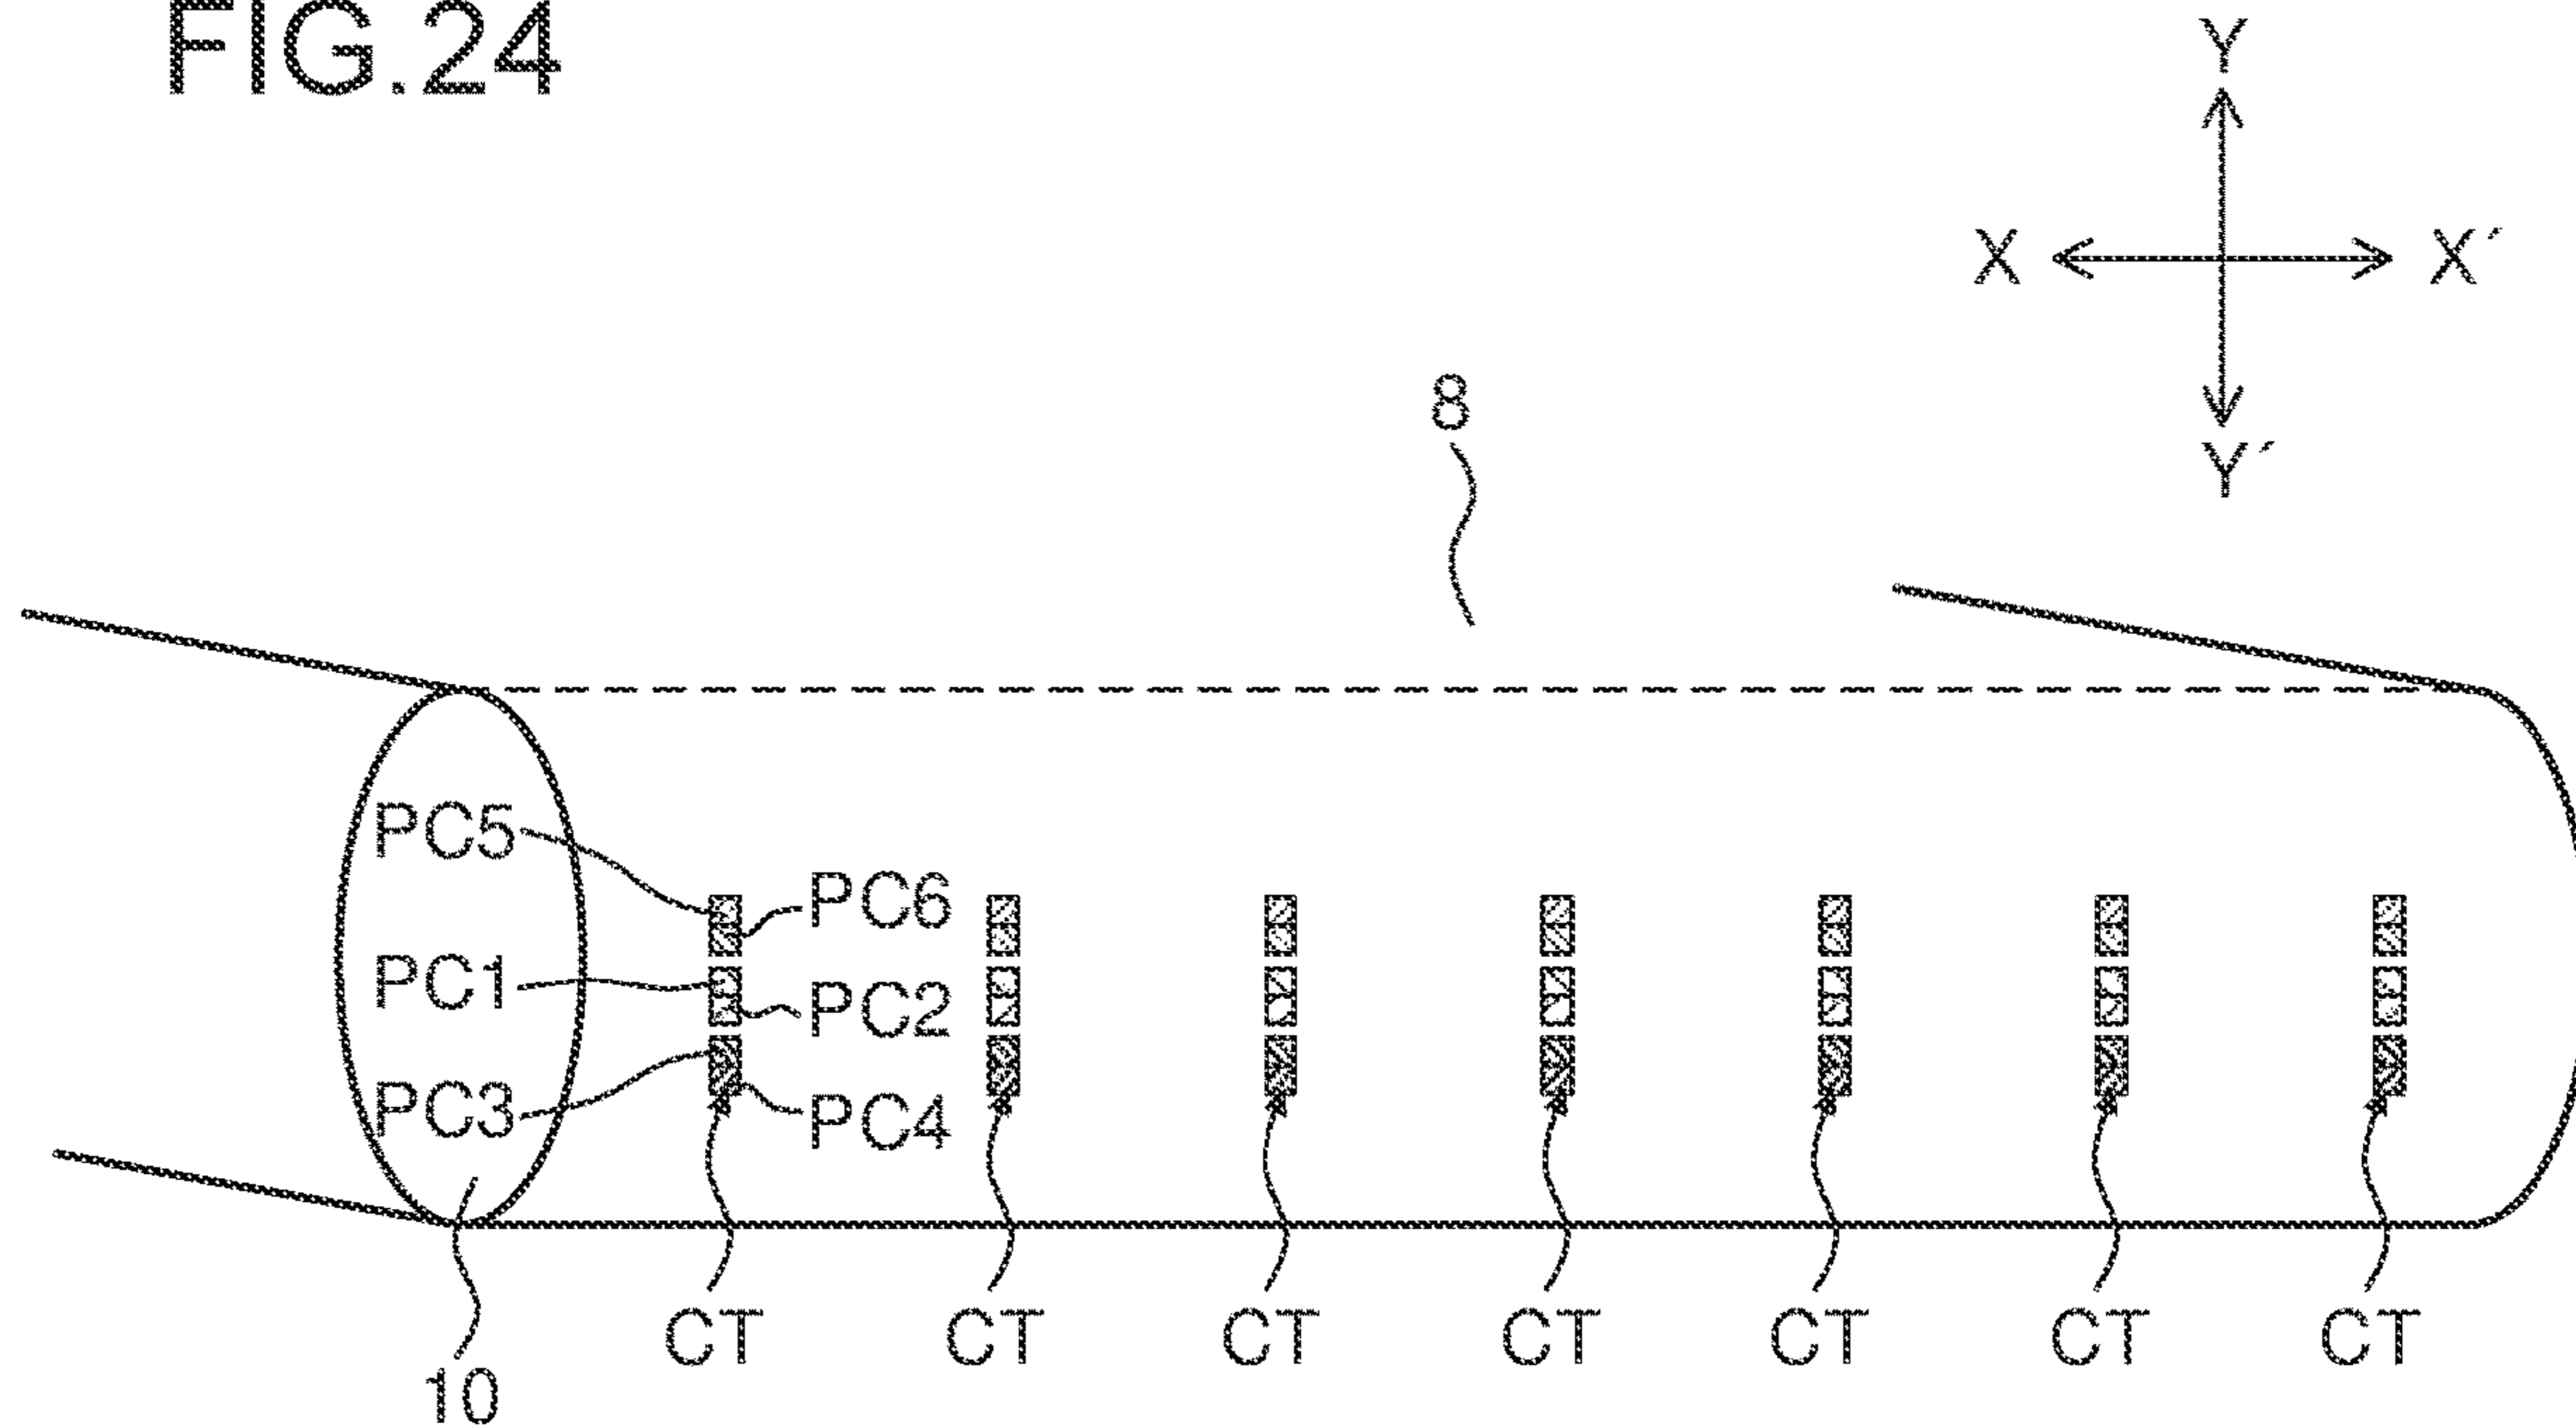 FIG.24
Y
X X´
Y´
8
PC5
PC6
PC1
PC2
PC3
PC4
CT CT CT CT CT CT CT
10